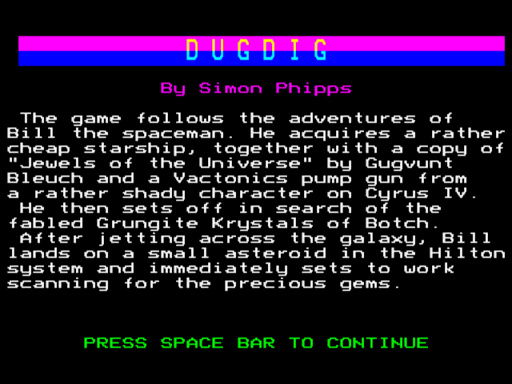 DUGDIG
By Simon Phipps
The game follows the adventures of
Bill the spaceman. He acquires a rather
cheap starship, together with a copy of
"Jewels of the Universe" by Gugvunt
Bleuch and a Vactonics pump gun from
a rather shady character on Cyrus IV.
He then sets off in search of the
fabled Grungite Krystals of Botch.
After jetting across the galaxy, Bill
lands on a small asteroid in the Hilton
system and immediately sets to work
scanning for the precious gems.
PRESS SPACE BAR TO CONTINUE